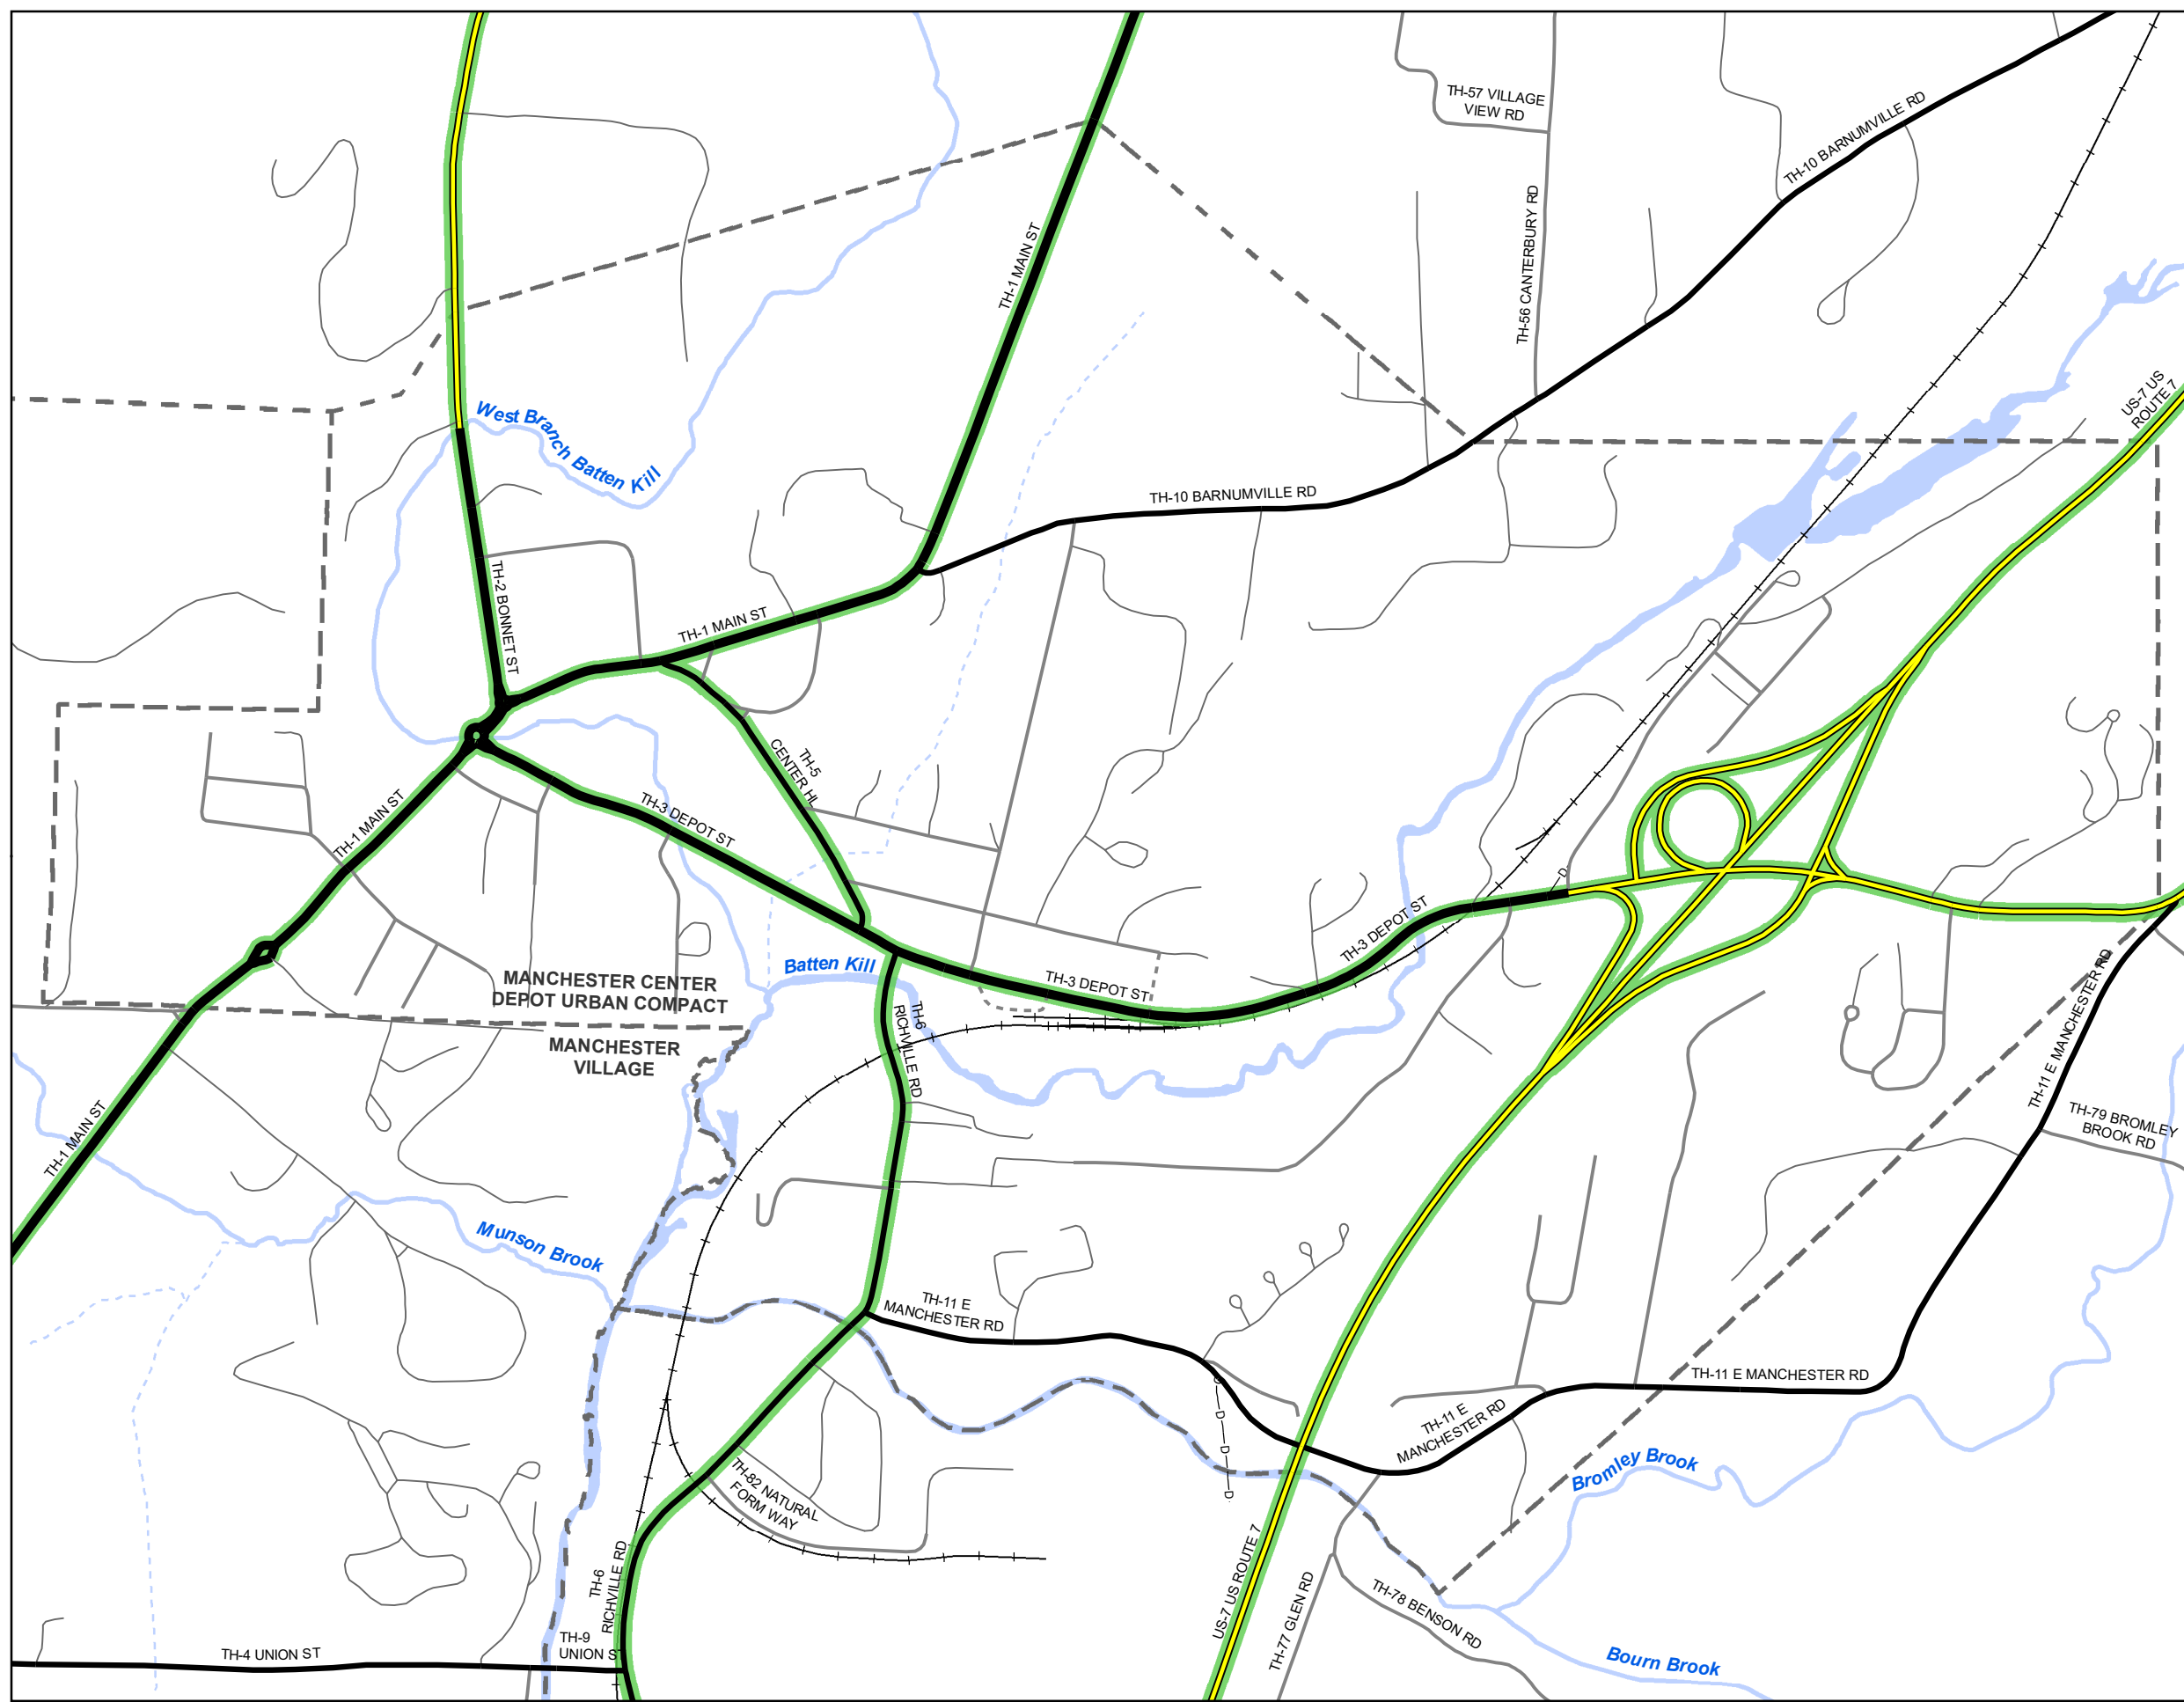 TH-57 VILLAGE
VIEW RD
TH-10 BARNUMVILLE RD
TH-56 CANTERBURY RD
TH-1 MAIN ST
US-7 US
ROUTE 7
West Branch Batten Kill
TH-10 BARNUMVILLE RD
TH-2 BONNET ST
TH-1 MAIN ST
TH-5
CENTER HL
TH-3 DEPOT ST
TH-1 MAIN ST
D
TH-3 DEPOT ST
Batten Kill
MANCHESTER CENTER
DEPOT URBAN COMPACT
TH-3 DEPOT ST
TH-6
RICHVILLE RD
MANCHESTER
VILLAGE
TH-11 E MANCHESTER RD
TH-79 BROMLEY
BROOK RD
TH-1 MAIN ST
Munson Brook
TH-11 E
MANCHESTER RD
TH-11 E MANCHESTER RD
TH-11 E
MANCHESTER RD
D
D
D
D
Bromley Brook
TH-82 NATURAL
FORM WAY
TH-6
RICHVILLE RD
US-7 US ROUTE 7
TH-77 GLEN RD
TH-78 BENSON RD
TH-4 UNION ST
TH-9
UNION ST
Bourn Brook